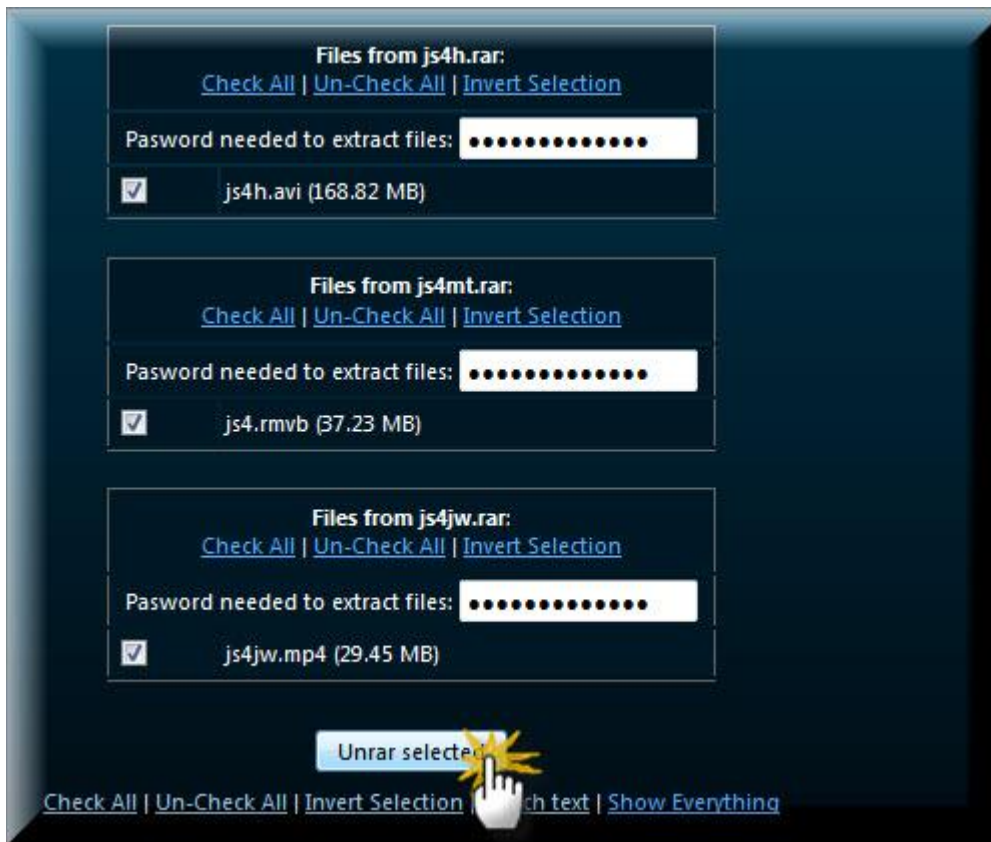 Files from js4h.rar:
Check All | Un-Check All | Invert Selection
Pasword needed to extract files: •••••••••••••
js4h.avi (168.82 MB)
Files from js4mt.rar:
Check All | Un-Check All | Invert Selection
Pasword needed to extract files: •••••••••••••
js4.rmvb (37.23 MB)
Files from js4jw.rar:
Check All | Un-Check All | Invert Selection
Pasword needed to extract files: •••••••••••••
js4jw.mp4 (29.45 MB)
Unrar selected
Check All | Un-Check All | Invert Selection | text | Show Everything